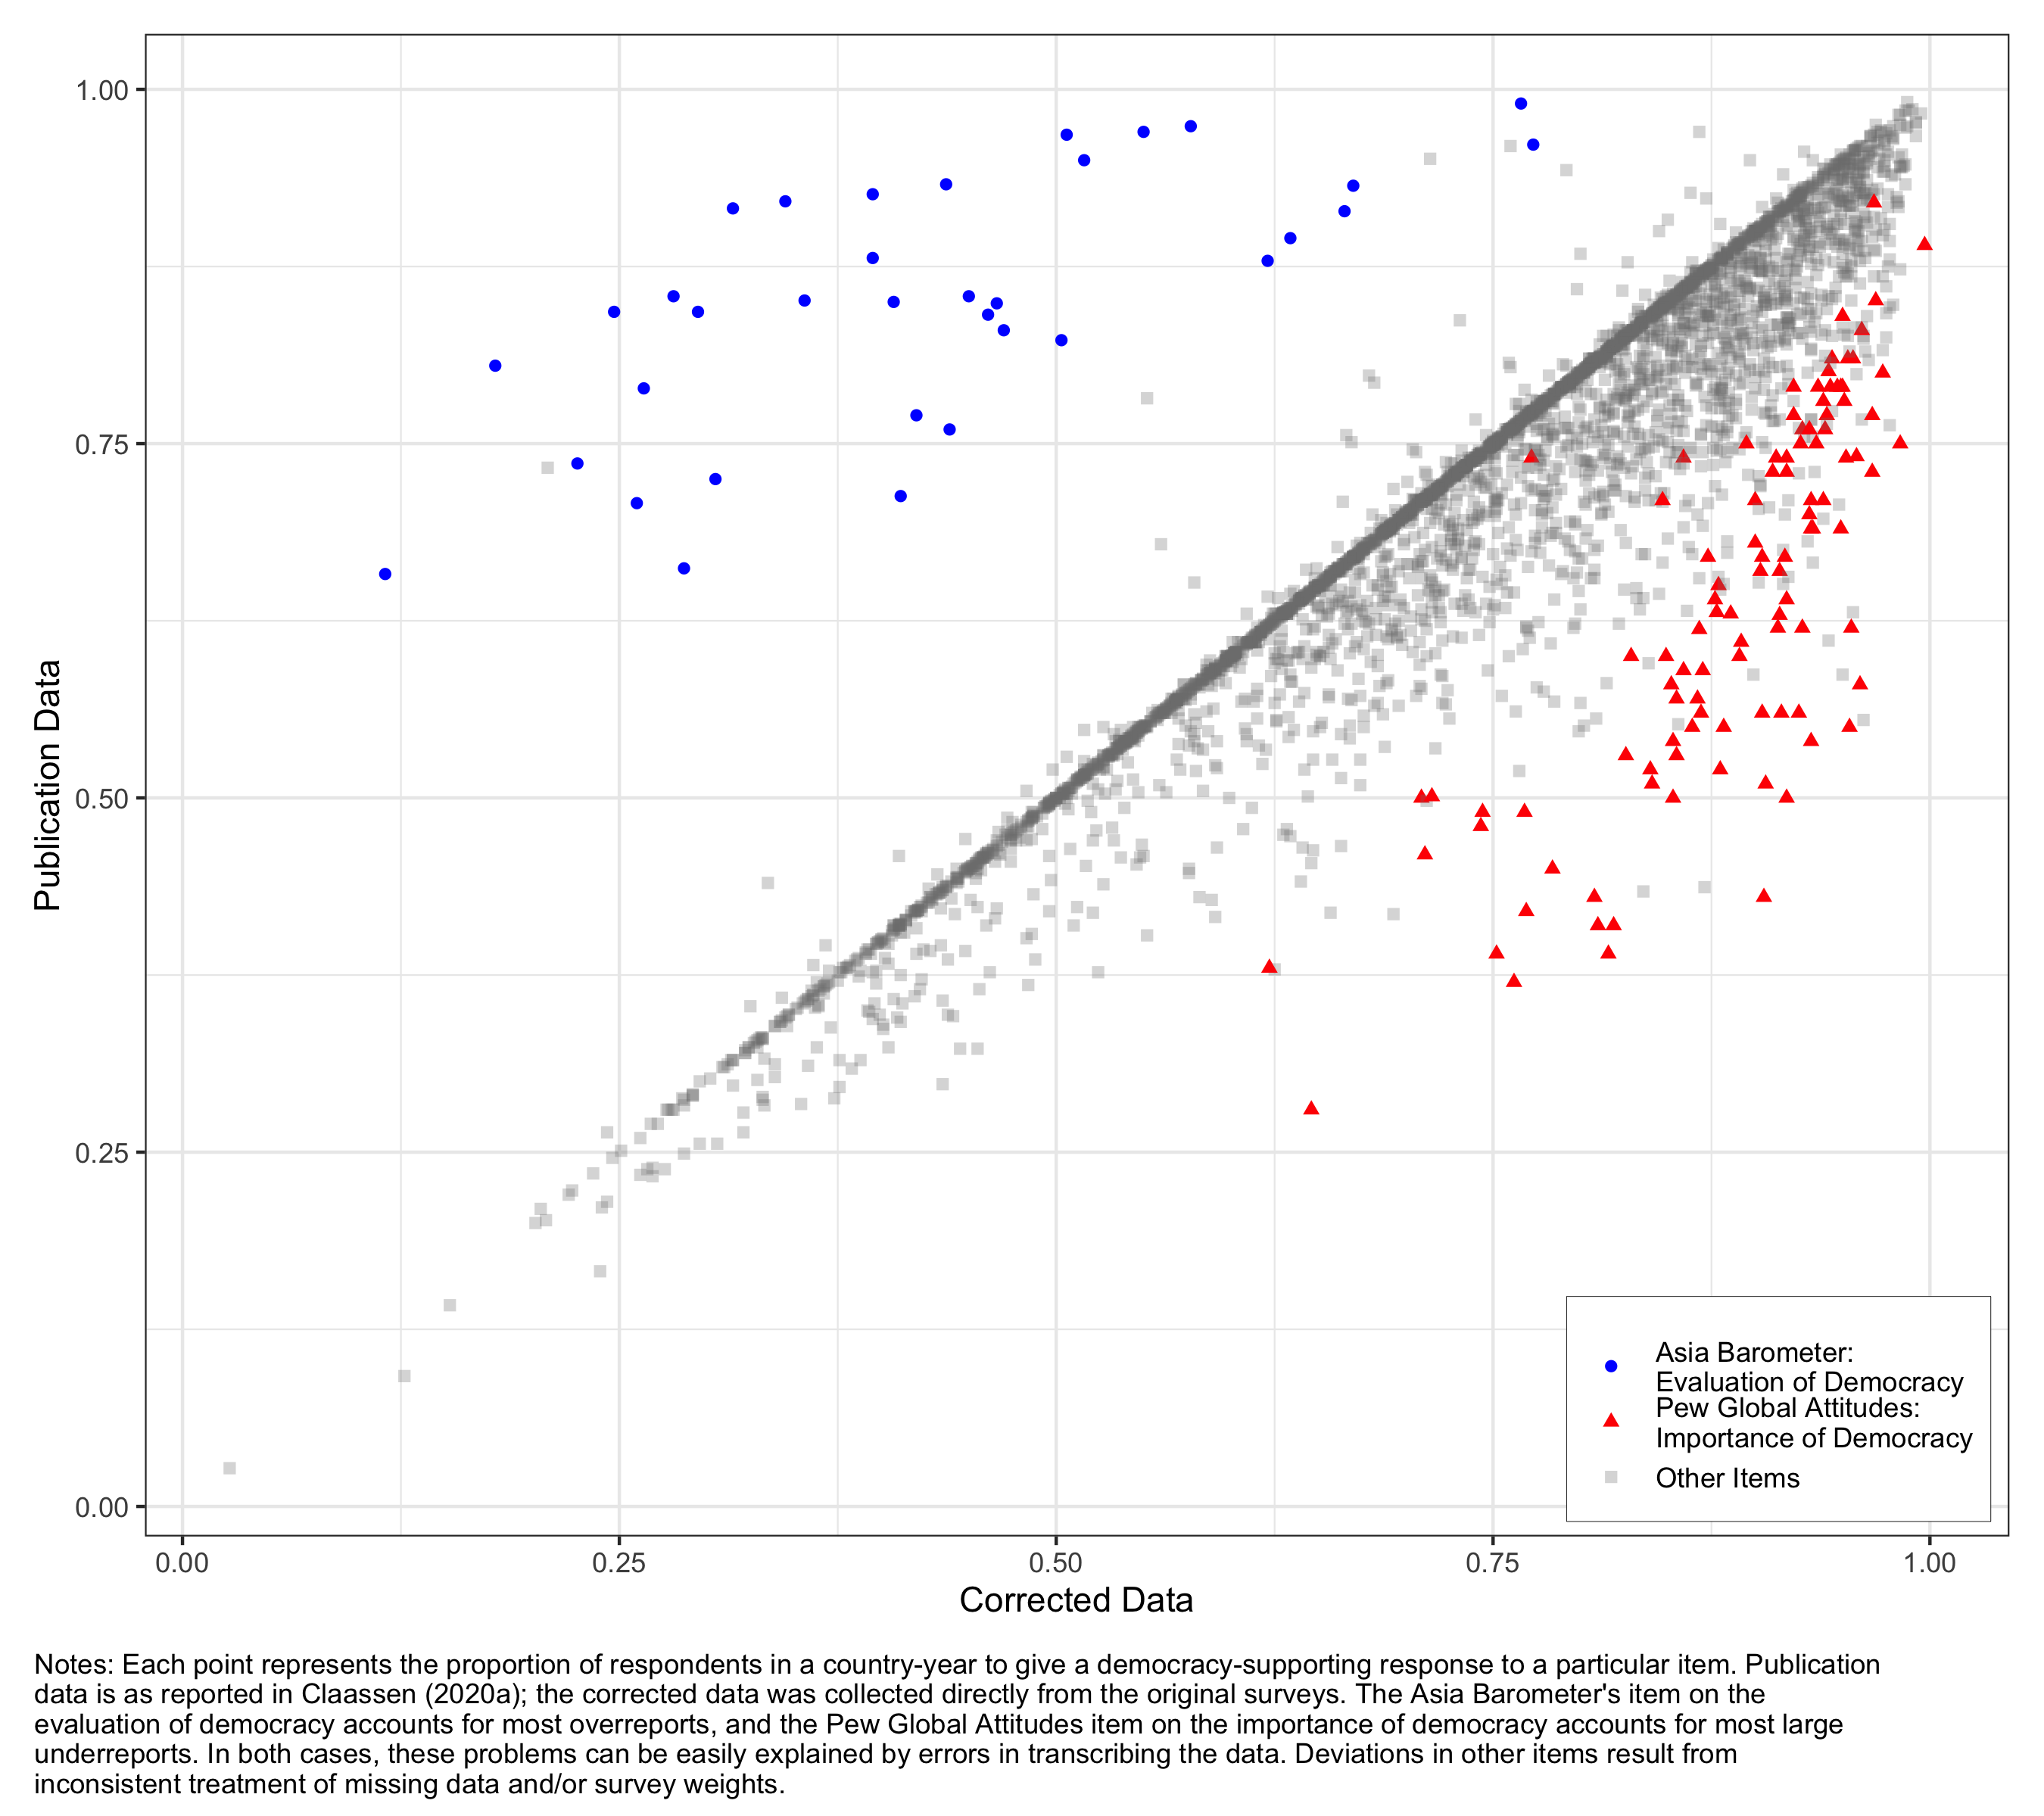 1.00
0.75
0.50
0.25
0.00
Publication Data
0.00 0.25 0.50 0.75 1.00
Corrected Data
Asia Barometer:
Evaluation of Democracy
Pew Global Attitudes:
Importance of Democracy
Other Items
Notes: Each point represents the proportion of respondents in a country-year to give a democracy-supporting response to a particular item. Publication
data is as reported in Claassen (2020a); the corrected data was collected directly from the original surveys. The Asia Barometer's item on the
evaluation of democracy accounts for most overreports, and the Pew Global Attitudes item on the importance of democracy accounts for most large
underreports. In both cases, these problems can be easily explained by errors in transcribing the data. Deviations in other items result from
inconsistent treatment of missing data and/or survey weights.